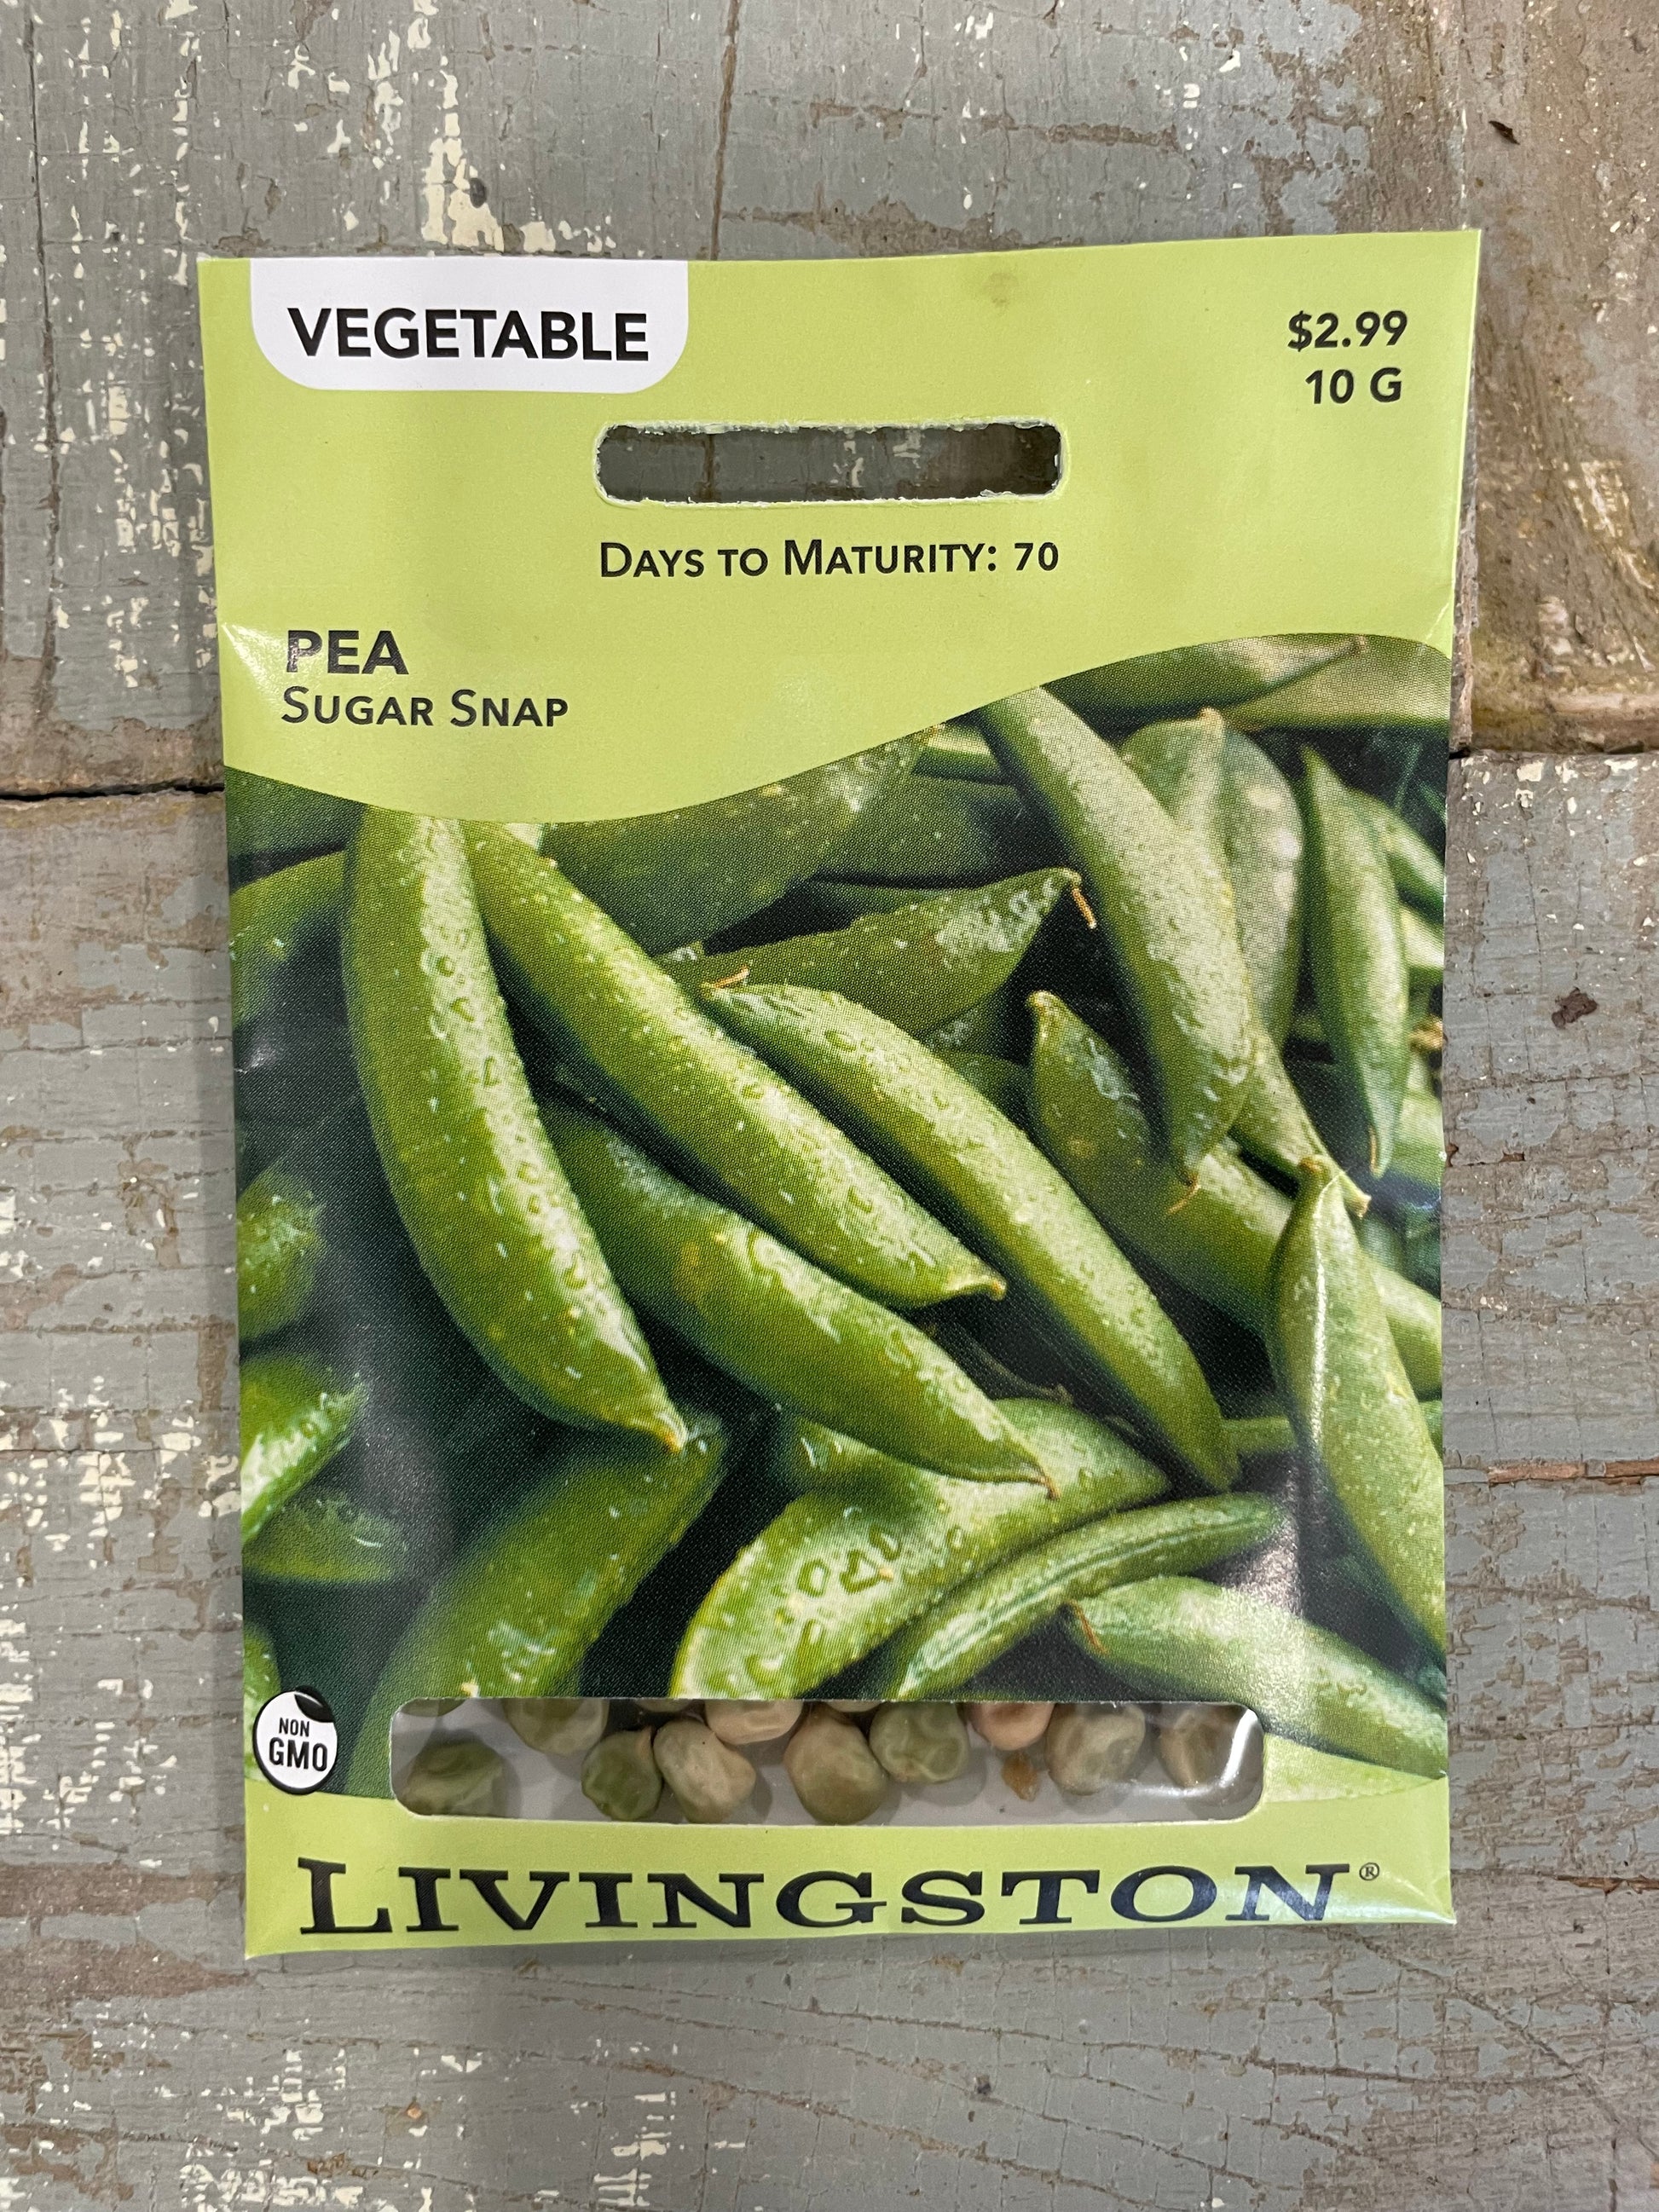 VEGETABLE
$2.99
10 G
DAYS TO MATURITY: 70
PEA
SUGAR SNAP
NON
GMO
LIVINGSTON®